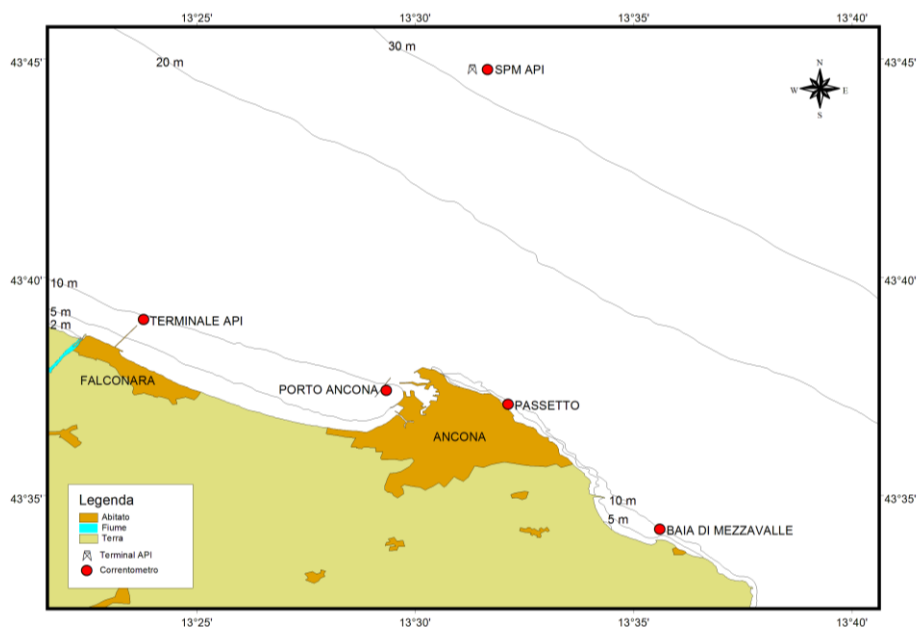 13°25' 13°30' 13°35' 13°40'
43°45' 43°45'
20 m
30 m
SPM API
N
W E
S
43°40' 43°40'
10 m
5 m
2 m
TERMINALE API
FALCONARA
PORTO ANCONA
PASSETTO
ANCONA
43°35' 43°35'
10 m
5 m
BAIA DI MEZZAVALLE
Legenda
Abitato
Fiume
Terra
Terminal API
Correntometro
13°25' 13°30' 13°35' 13°40'